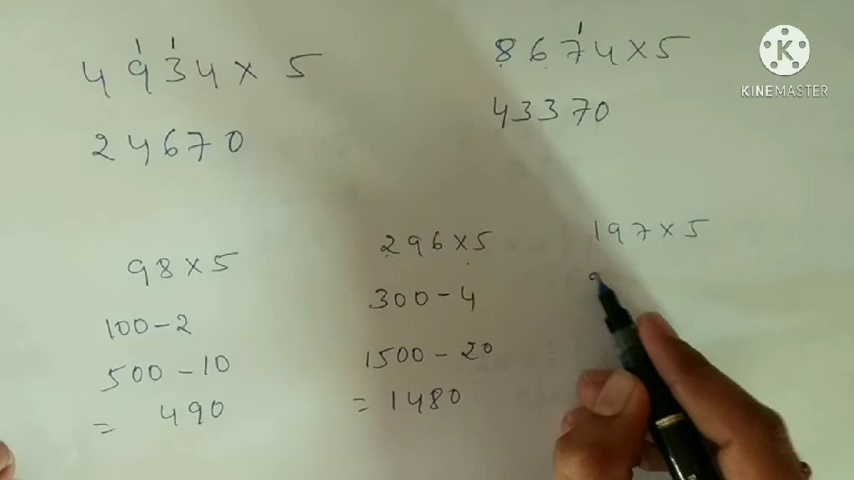 4934 × 5
24670
8674 × 5
43370
98 × 5
100 - 2
500 - 10
= 490
296 × 5
300 - 4
1500 - 20
= 1480
197 × 5
K
KINEMASTER